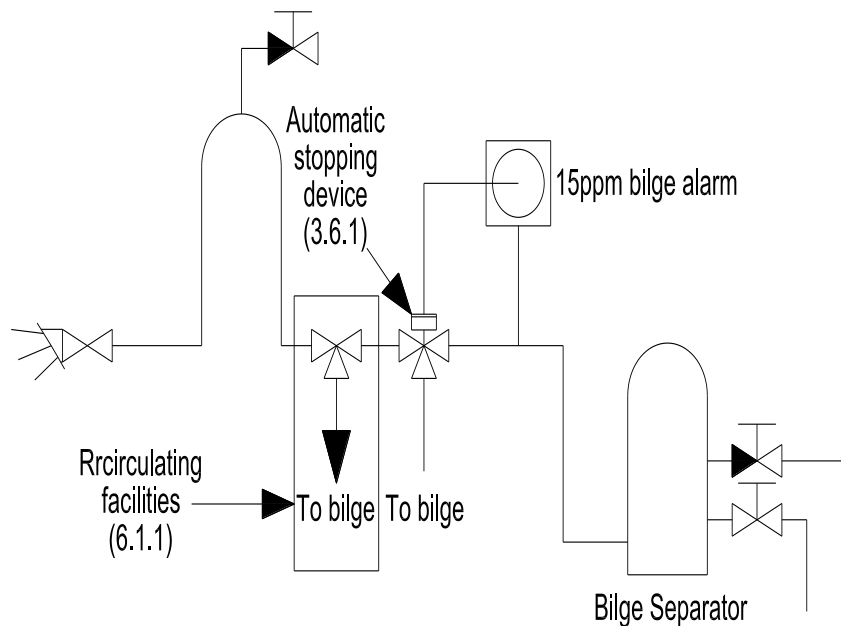 Automatic
stopping
device
(3.6.1)
15ppm bilge alarm
Rrcirculating
facilities
(6.1.1)
To bilge
To bilge
Bilge Separator